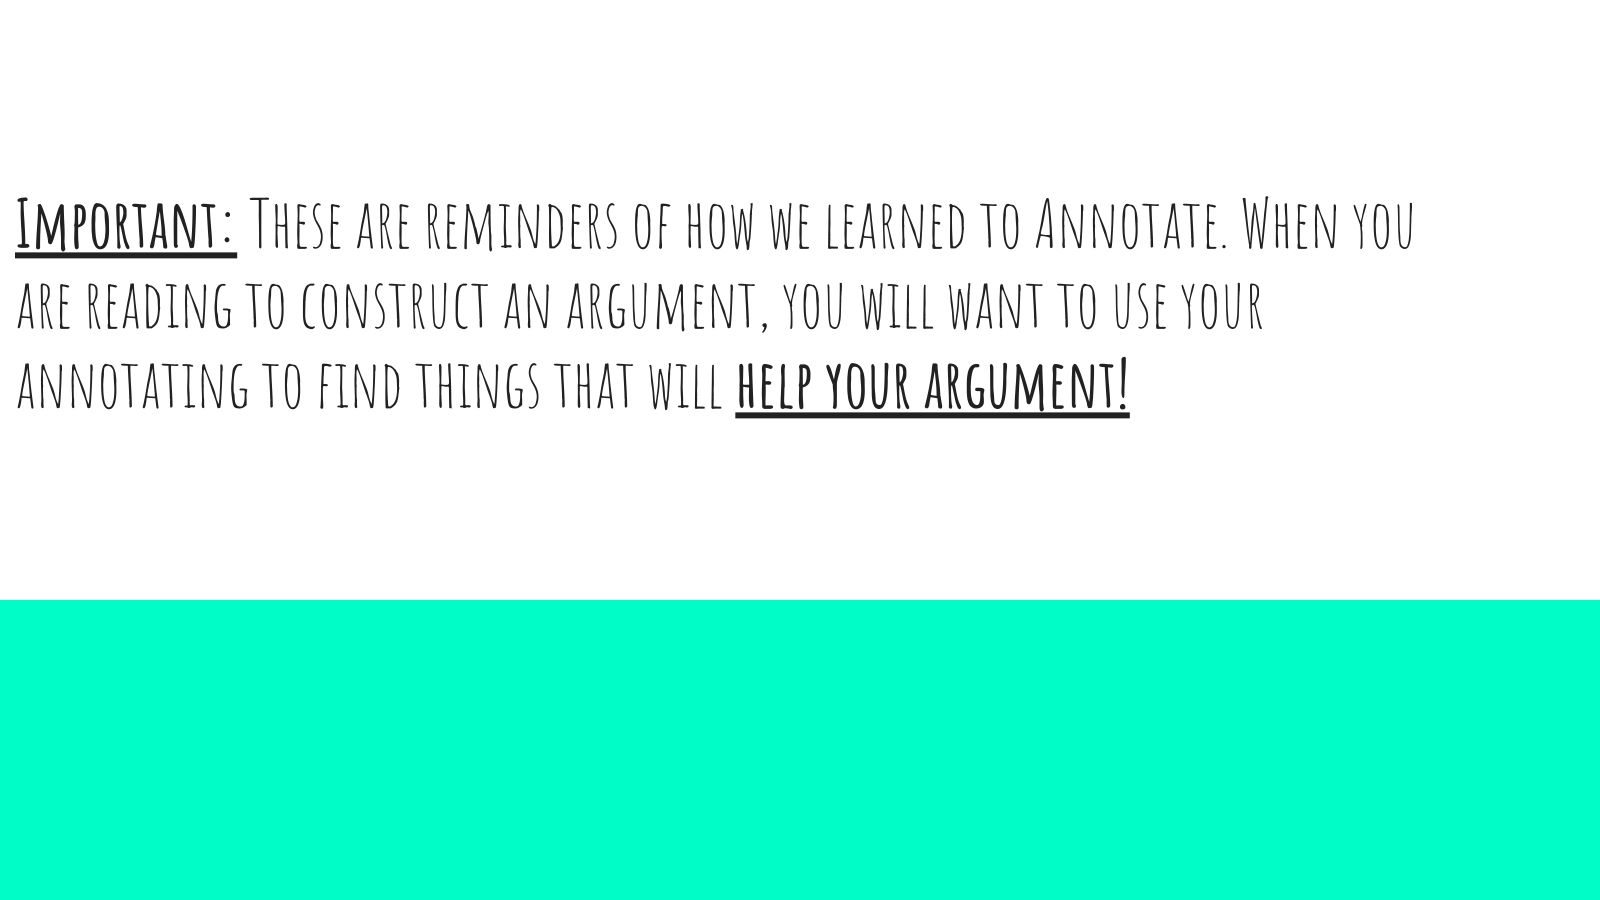 Important: These are reminders of how we learned to Annotate. When you
are reading to construct an argument, you will want to use your
annotating to find things that will help your argument!